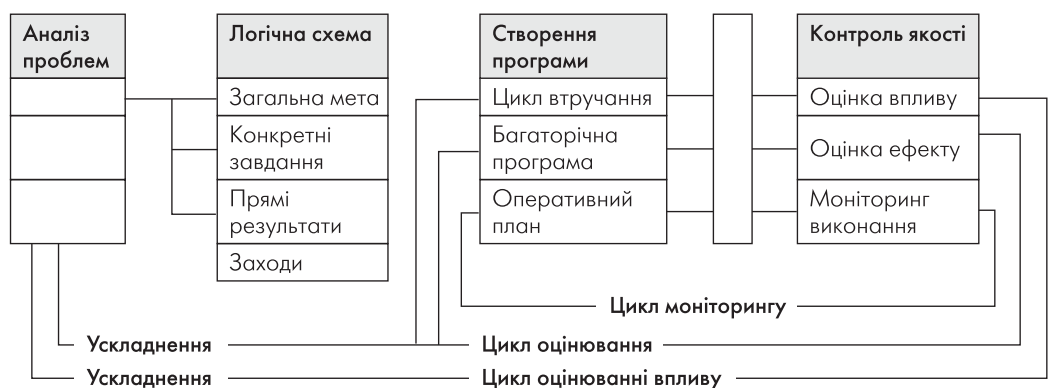 Аналіз
проблем
Логічна схема
Загальна мета
Конкретні
завдання
Прямі
результати
Заходи
Створення
програми
Цикл втручання
Багаторічна
програма
Оперативний
план
Контроль якості
Оцінка впливу
Оцінка ефекту
Моніторинг
виконання
Цикл моніторингу
Ускладнення
Цикл оцінювання
Ускладнення
Цикл оцінюванні впливу